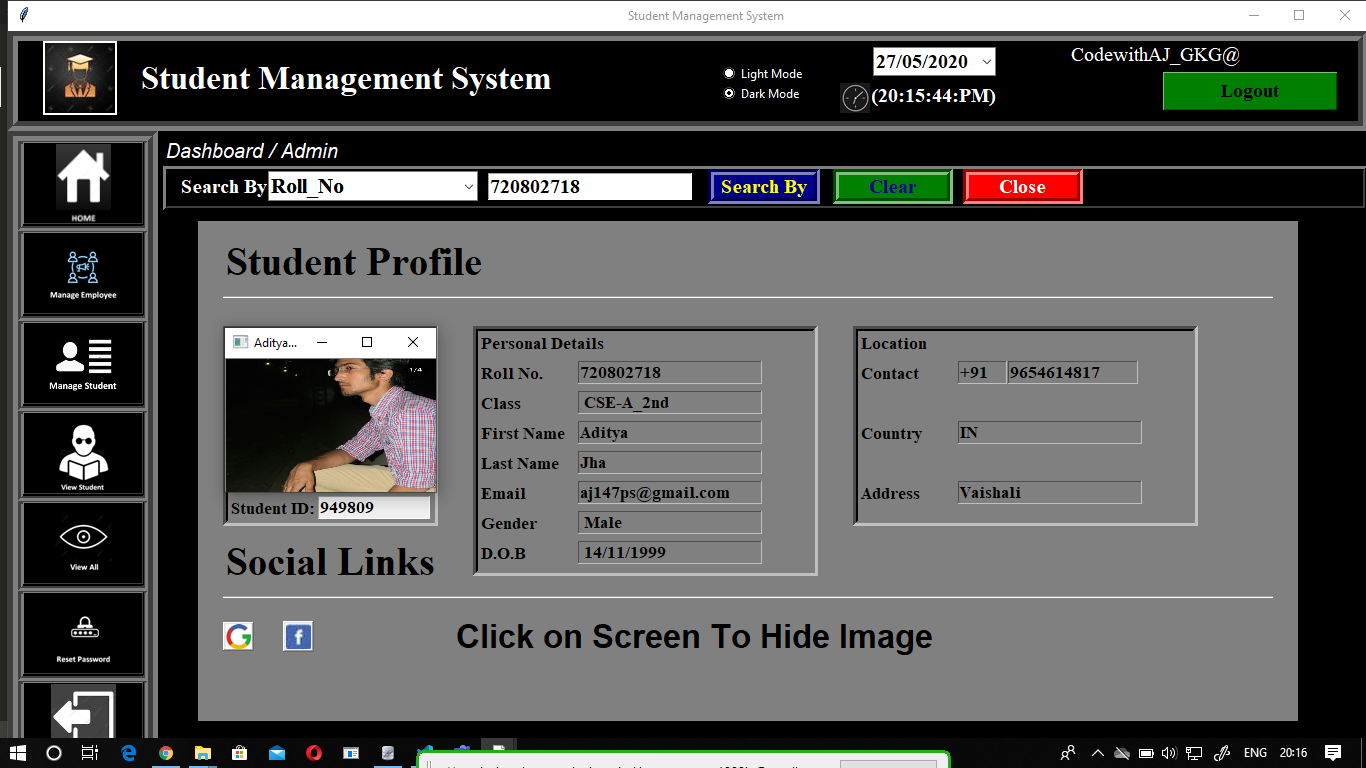 Student Management System
Student Management System
Light Mode
Dark Mode
27/05/2020
(20:15:44:PM)
CodewithAJ_GKG@
Logout
HOME
Manage Employee
Manage Student
View Student
View All
Reset Password
Dashboard / Admin
Search By Roll_No 720802718 Search By Clear Close
Student Profile
Aditya...
1/4
Student ID: 949809
Personal Details
Roll No. 720802718
Class CSE-A_2nd
First Name Aditya
Last Name Jha
Email aj147ps@gmail.com
Gender Male
D.O.B 14/11/1999
Location
Contact +91 9654614817
Country IN
Address Vaishali
Social Links
Click on Screen To Hide Image
ENG 20:16